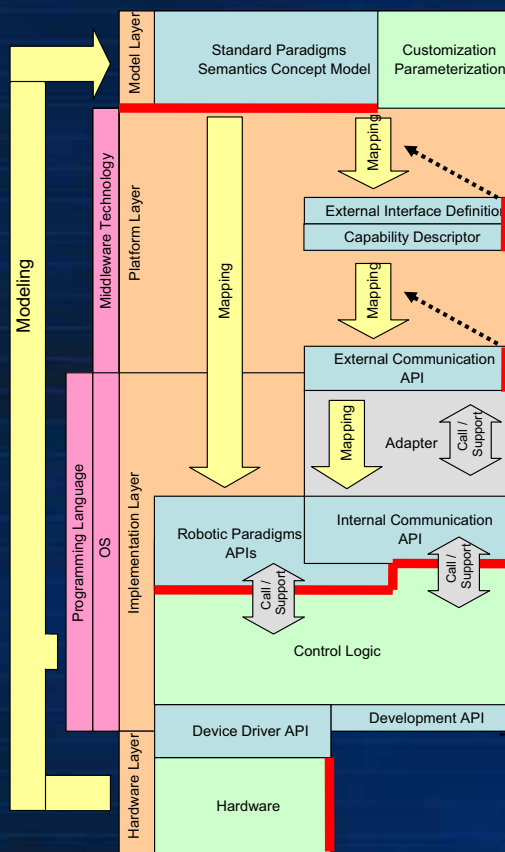 Model Layer
Standard Paradigms
Semantics Concept Model
Customization
Parameterization
Modeling
Middleware Technology
Platform Layer
Mapping
Mapping
External Interface Definition
Capability Descriptor
Mapping
External Communication
API
Programming Language
OS
Implementation Layer
Mapping
Adapter
Call /
Support
Robotic Paradigms
APIs
Internal Communication
API
Call /
Support
Call /
Support
Control Logic
Hardware Layer
Device Driver API
Development API
Hardware